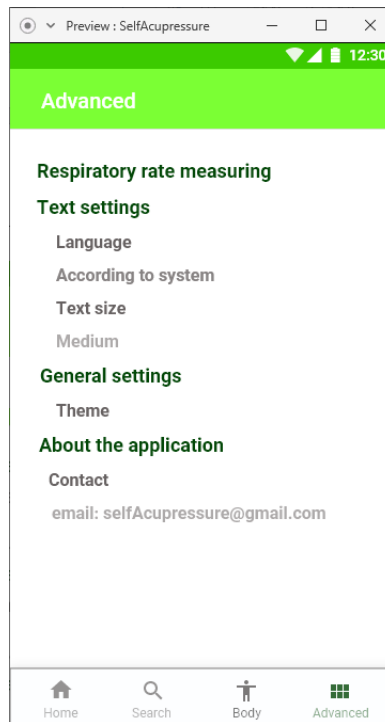 Preview : SelfAcupressure
12:30
Advanced
Respiratory rate measuring
Text settings
Language
According to system
Text size
Medium
General settings
Theme
About the application
Contact
email: selfAcupressure@gmail.com
Home Search Body Advanced